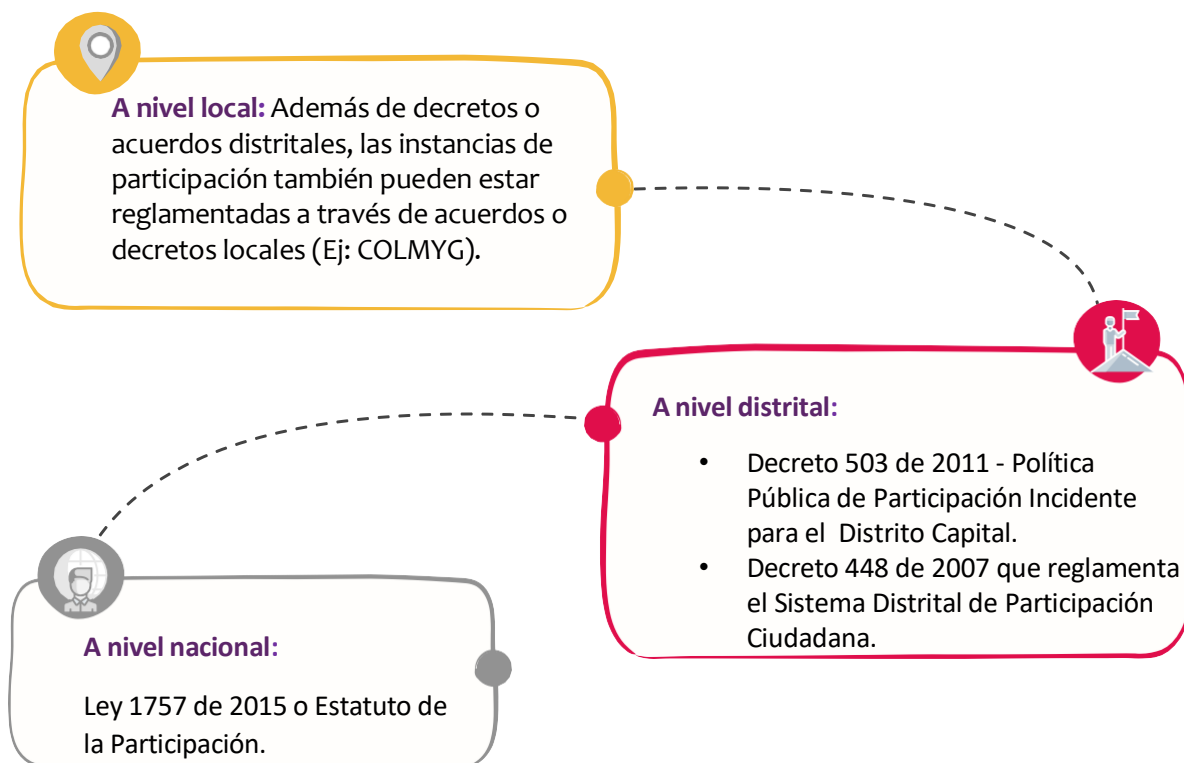 A nivel local: Además de decretos o
acuerdos distritales, las instancias de
participación también pueden estar
reglamentadas a través de acuerdos o
decretos locales (Ej: COLMYG).
A nivel distrital:
• Decreto 503 de 2011 - Política
Pública de Participación Incidente
para el Distrito Capital.
• Decreto 448 de 2007 que reglamenta
el Sistema Distrital de Participación
Ciudadana.
A nivel nacional:
Ley 1757 de 2015 o Estatuto de
la Participación.